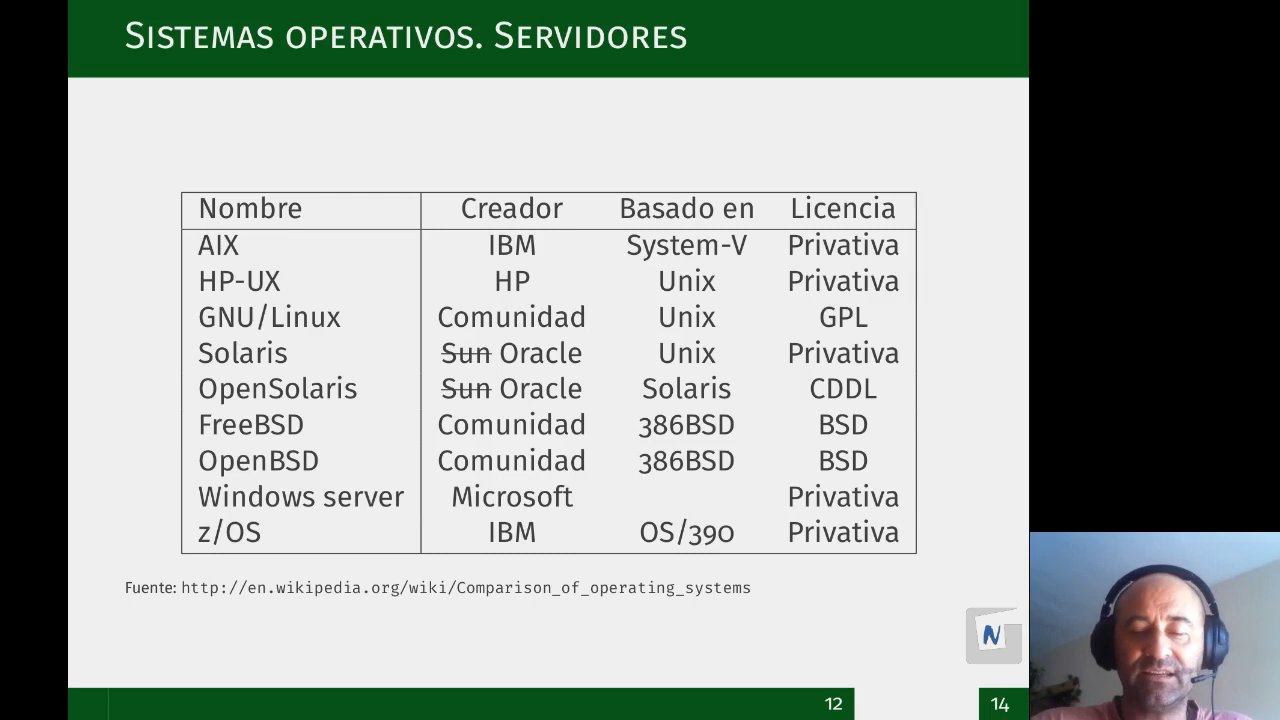 Sistemas operativos. Servidores
Nombre Creador Basado en Licencia
AIX IBM System-V Privativa
HP-UX HP Unix Privativa
GNU/Linux Comunidad Unix GPL
Solaris Sun Oracle Unix Privativa
OpenSolaris Sun Oracle Solaris CDDL
FreeBSD Comunidad 386BSD BSD
OpenBSD Comunidad 386BSD BSD
Windows server Microsoft Privativa
z/OS IBM OS/390 Privativa
Fuente: http://en.wikipedia.org/wiki/Comparison_of_operating_systems
N
12 14